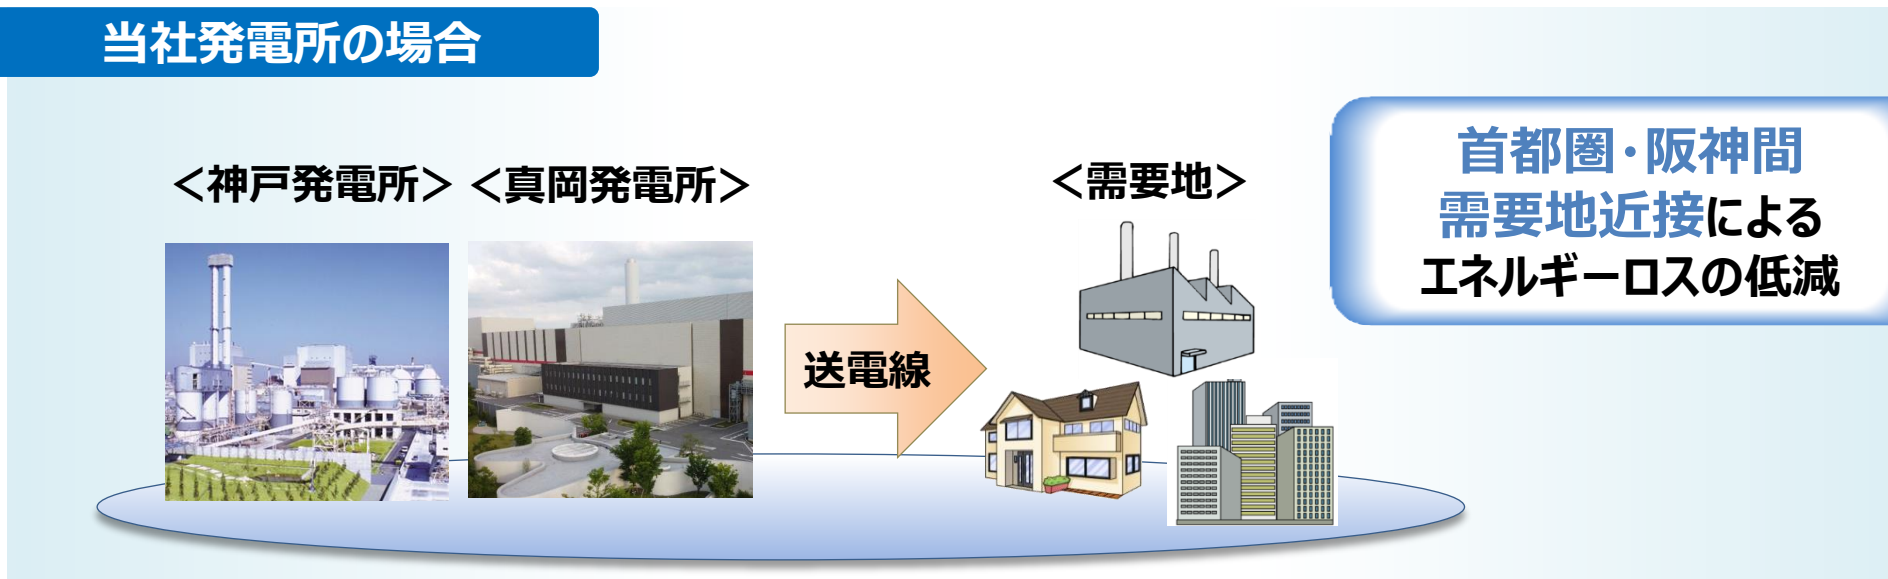 当社発電所の場合
＜神戸発電所＞ ＜真岡発電所＞
＜需要地＞
送電線
首都圏・阪神間
需要地近接による
エネルギーロスの低減